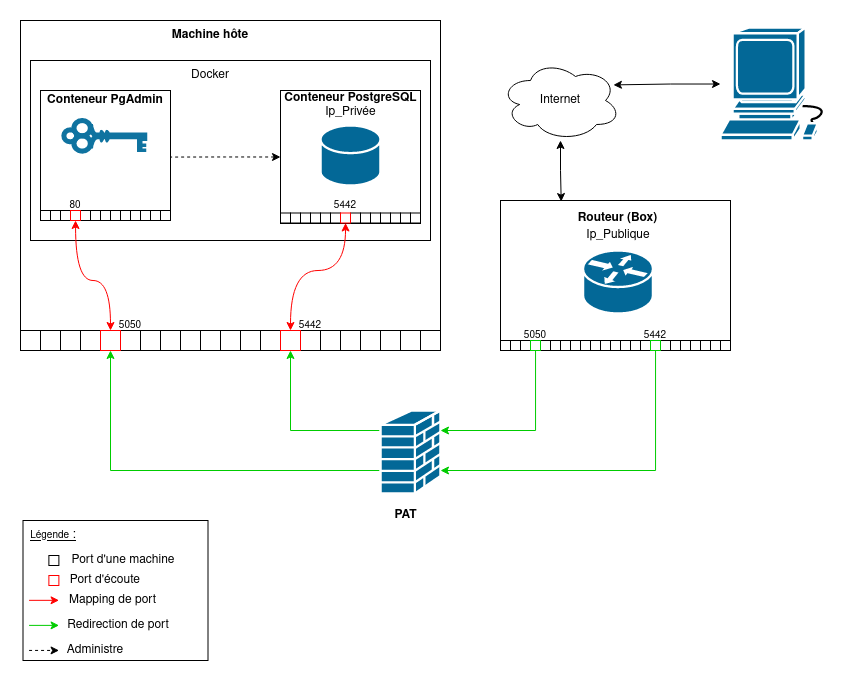 Machine hôte
Docker
Conteneur PgAdmin
Conteneur PostgreSQL
Ip_Privée
80
5442
5050
5442
Internet
Routeur (Box)
Ip_Publique
5050
5442
PAT
Légende :
Port d'une machine
Port d'écoute
Mapping de port
Redirection de port
Administre